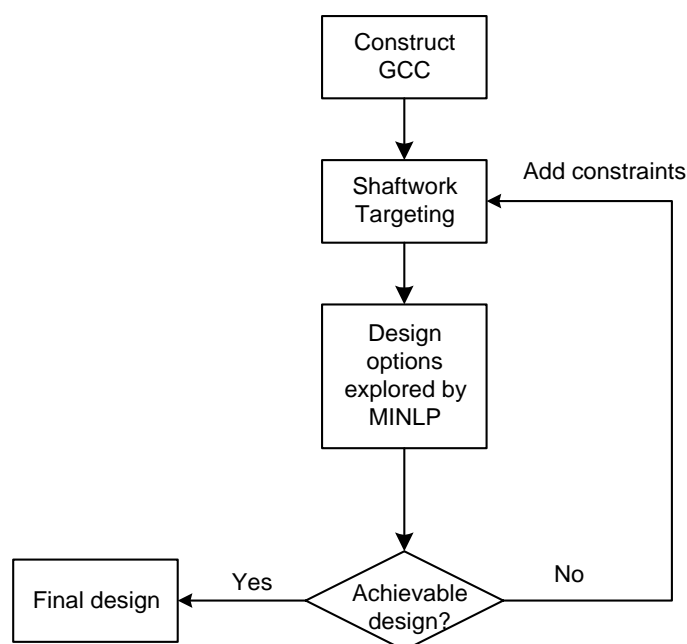 Construct
GCC
Add constraints
Shaftwork
Targeting
Design
options
explored by
MINLP
Yes
No
Final design
Achievable
design?